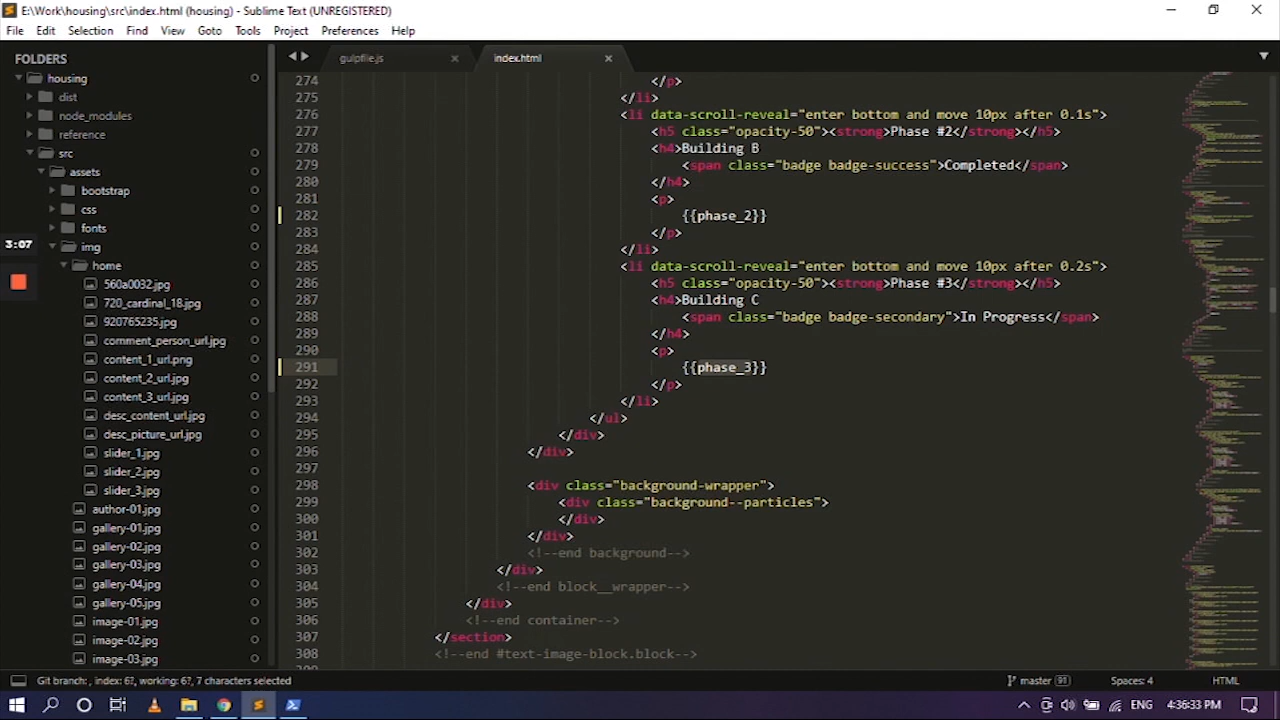 E:\Work\housing\src\index.html (housing) - Sublime Text (UNREGISTERED)
File Edit Selection Find View Goto Tools Project Preferences Help
FOLDERS
housing
dist
node_modules
reference
src
assets
bootstrap
css
fonts
img
home
560a0032.jpg
720_cardinal_18.jpg
920765235.jpg
comment_person_url.jpg
content_1_url.png
content_2_url.jpg
content_3_url.jpg
desc_content_url.jpg
desc_picture_url.jpg
slider_1.jpg
slider_2.jpg
slider_3.jpg
author-01.jpg
gallery-01.jpg
gallery-02.jpg
gallery-03.jpg
gallery-04.jpg
gallery-05.jpg
image-01.jpg
image-02.jpg
image-03.jpg
3:07
gulpfile.js index.html
274 </p>
275 </li>
276 <li data-scroll-reveal="enter bottom and move 10px after 0.1s">
277 <h5 class="opacity-50"><strong>Phase #2</strong></h5>
278 <h4>Building B
279 <span class="badge badge-success">Completed</span>
280 </h4>
281 <p>
282 {{phase_2}}
283 </p>
284 </li>
285 <li data-scroll-reveal="enter bottom and move 10px after 0.2s">
286 <h5 class="opacity-50"><strong>Phase #3</strong></h5>
287 <h4>Building C
288 <span class="badge badge-secondary">In Progress</span>
289 </h4>
290 <p>
291 {{phase_3}}
292 </p>
293 </li>
294 </ul>
295 </div>
296 </div>
297
298 <div class="background-wrapper">
299 <div class="background--particles">
300 </div>
301 </div>
302 <!--end background-->
303 </div>
304 <!--end block__wrapper-->
305 </div>
306 <!--end container-->
307 </section>
308 <!--end #text-image-block.block-->
Git branch: , index: 6?, working: 6?, 7 characters selected
master 91 Spaces: 4 HTML
4:36:33 PM